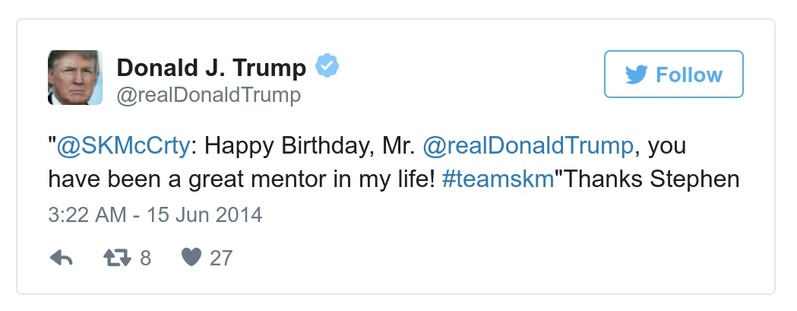 Donald J. Trump
@realDonaldTrump
Follow
"@SKMcCrty: Happy Birthday, Mr. @realDonaldTrump, you
have been a great mentor in my life! #teamskm"Thanks Stephen
3:22 AM - 15 Jun 2014
8 27